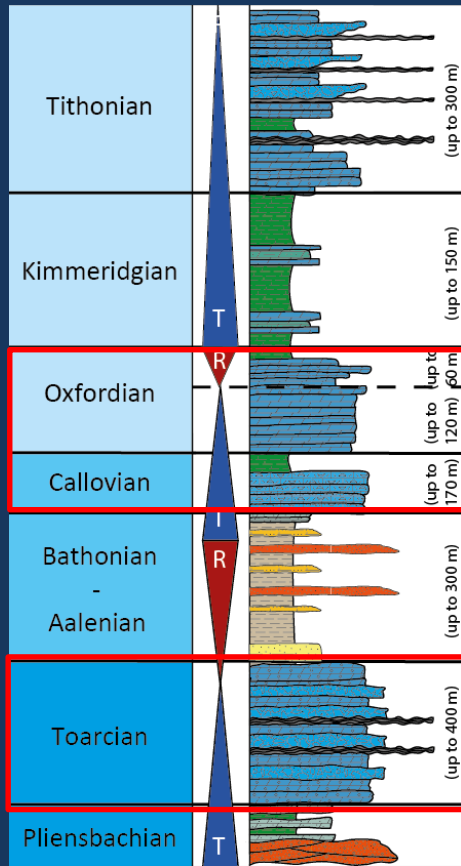 Tithonian
(up to 300 m)
Kimmeridgian
T
(up to 150 m)
R
(up to
60 m)
Oxfordian
(up to
120 m)
Callovian
(up to
170 m)
T
R
Bathonian
-
Aalenian
(up to 300 m)
Toarcian
(up to 400 m)
Pliensbachian
T